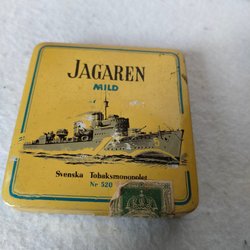 JAGAREN
MILD
Svenska Tobaksmonopolet
Nr 520